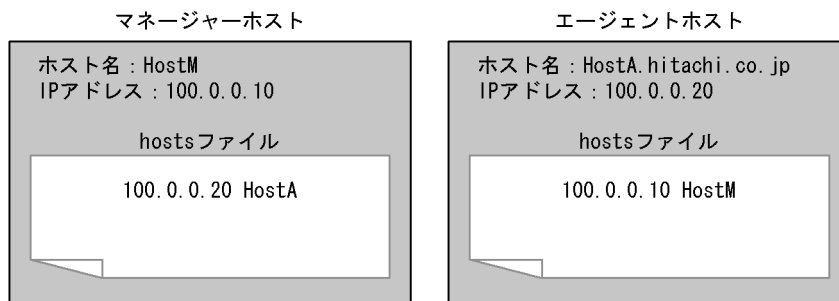 マネージャーホスト
ホスト名：HostM
IPアドレス：100.0.0.10
hostsファイル
100.0.0.20 HostA
エージェントホスト
ホスト名：HostA.hitachi.co.jp
IPアドレス：100.0.0.20
hostsファイル
100.0.0.10 HostM